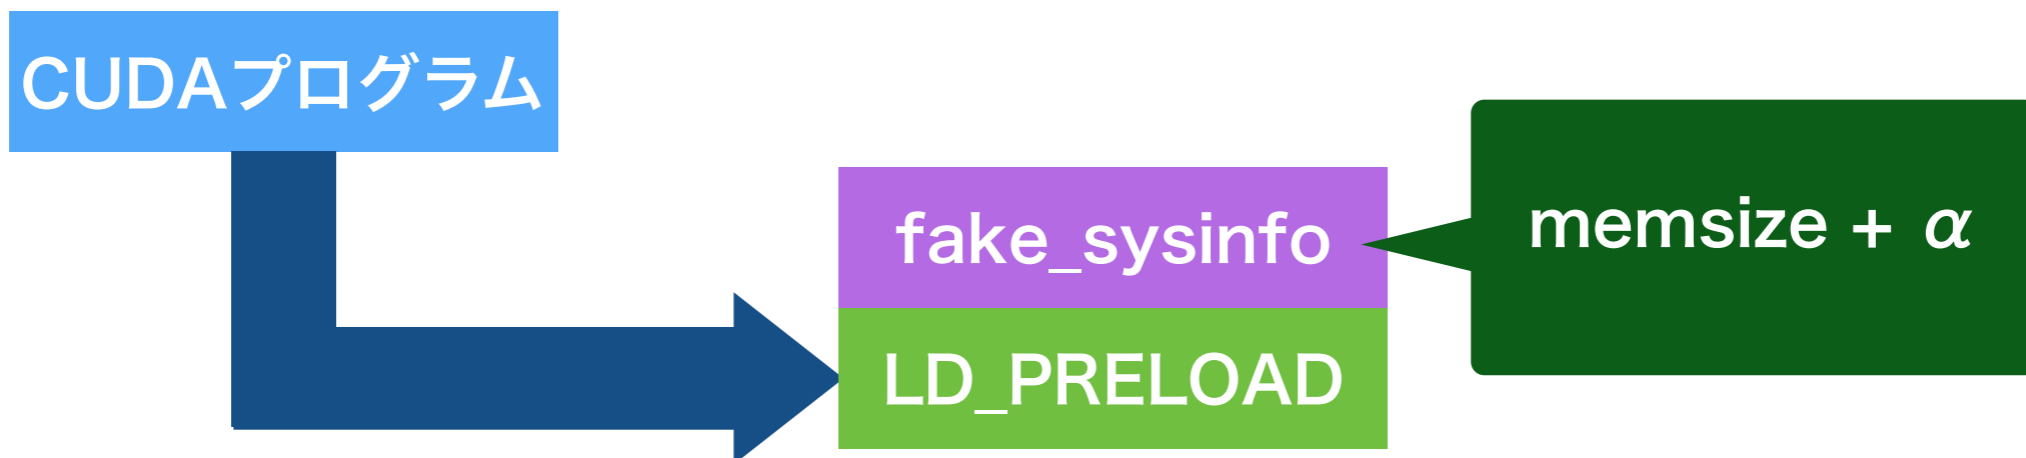 CUDAプログラム
fake_sysinfo
memsize + α
LD_PRELOAD